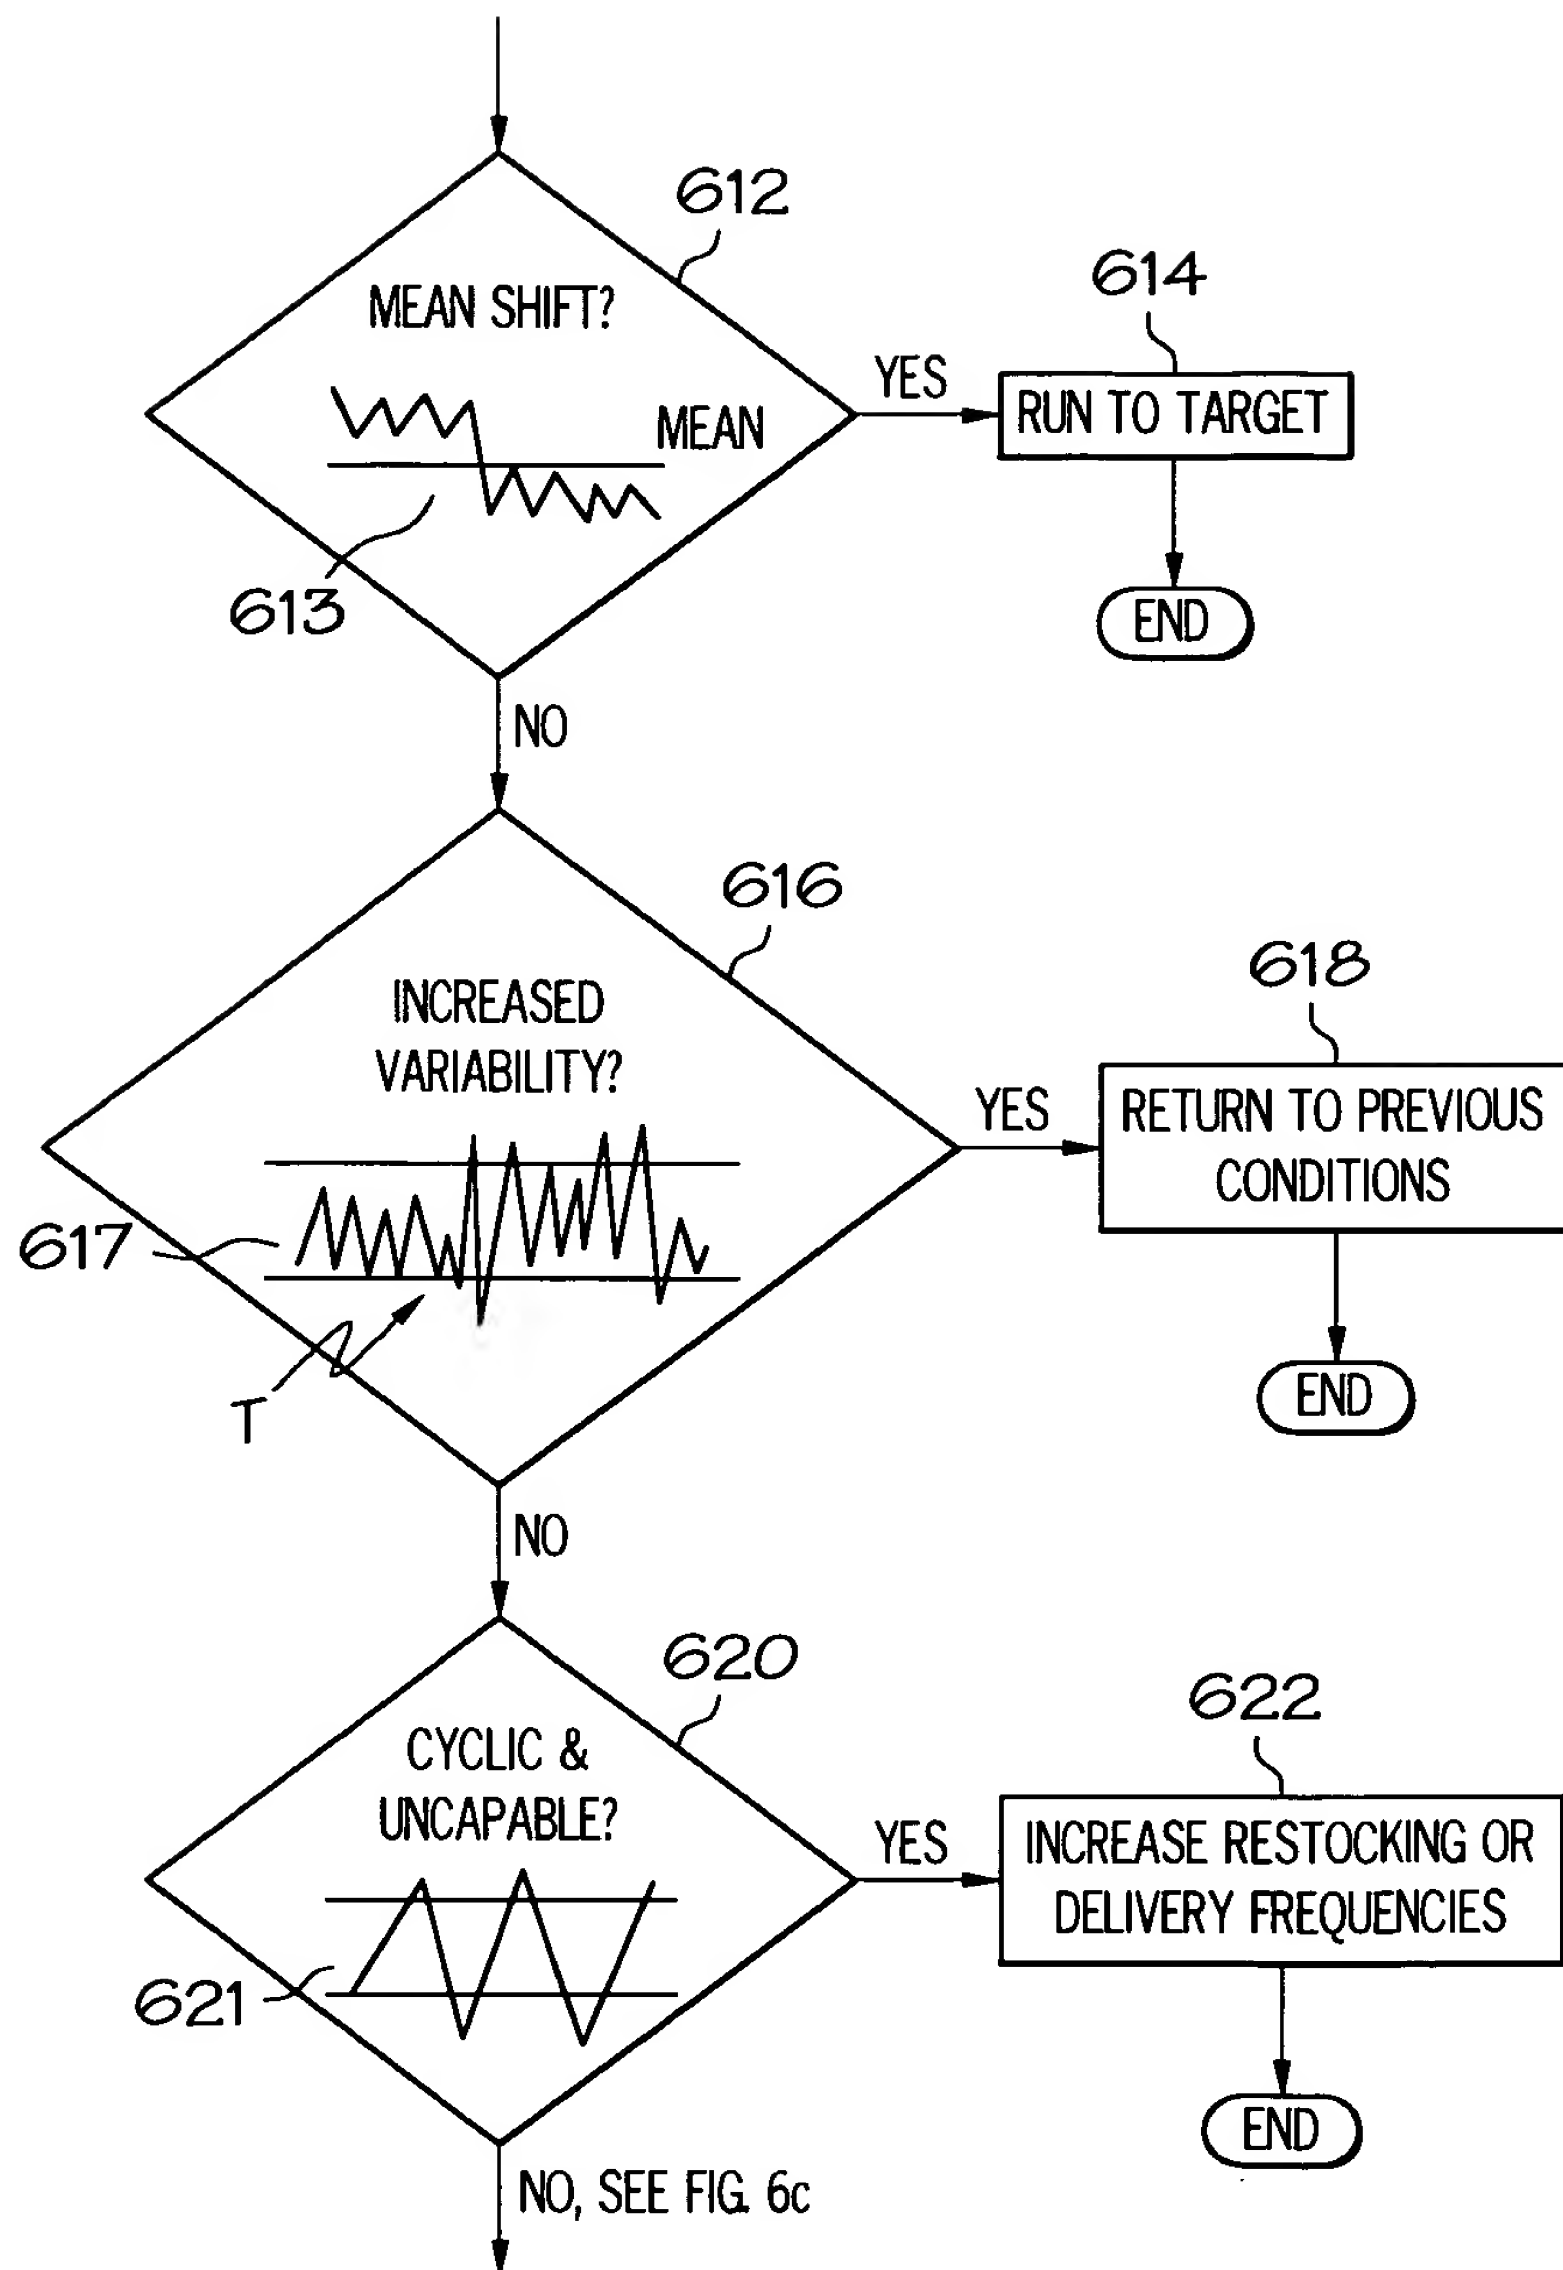 612
MEAN SHIFT?
614
YES
RUN TO TARGET
MEAN
613
END
NO
616
INCREASED
VARIABILITY?
618
YES
RETURN TO PREVIOUS
CONDITIONS
617
T
END
NO
620
CYCLIC &
UNCAPABLE?
622
YES
INCREASE RESTOCKING OR
DELIVERY FREQUENCIES
621
END
NO, SEE FIG. 6c